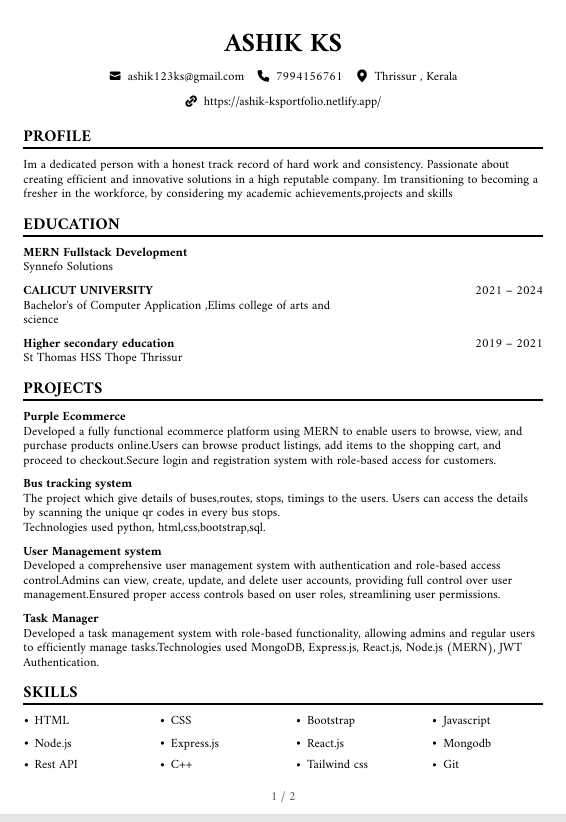 ASHIK KS
ashik123ks@gmail.com 7994156761 Thrissur , Kerala
https://ashik-ksportfolio.netlify.app/
PROFILE
Im a dedicated person with a honest track record of hard work and consistency. Passionate about
creating efficient and innovative solutions in a high reputable company. Im transitioning to becoming a
fresher in the workforce, by considering my academic achievements,projects and skills
EDUCATION
MERN Fullstack Development
Synnefo Solutions
CALICUT UNIVERSITY 2021 – 2024
Bachelor's of Computer Application ,Elims college of arts and
science
Higher secondary education 2019 – 2021
St Thomas HSS Thope Thrissur
PROJECTS
Purple Ecommerce
Developed a fully functional ecommerce platform using MERN to enable users to browse, view, and
purchase products online.Users can browse product listings, add items to the shopping cart, and
proceed to checkout.Secure login and registration system with role-based access for customers.
Bus tracking system
The project which give details of buses,routes, stops, timings to the users. Users can access the details
by scanning the unique qr codes in every bus stops.
Technologies used python, html,css,bootstrap,sql.
User Management system
Developed a comprehensive user management system with authentication and role-based access
control.Admins can view, create, update, and delete user accounts, providing full control over user
management.Ensured proper access controls based on user roles, streamlining user permissions.
Task Manager
Developed a task management system with role-based functionality, allowing admins and regular users
to efficiently manage tasks.Technologies used MongoDB, Express.js, React.js, Node.js (MERN), JWT
Authentication.
SKILLS
• HTML • CSS • Bootstrap • Javascript
• Node.js • Express.js • React.js • Mongodb
• Rest API • C++ • Tailwind css • Git
1 / 2